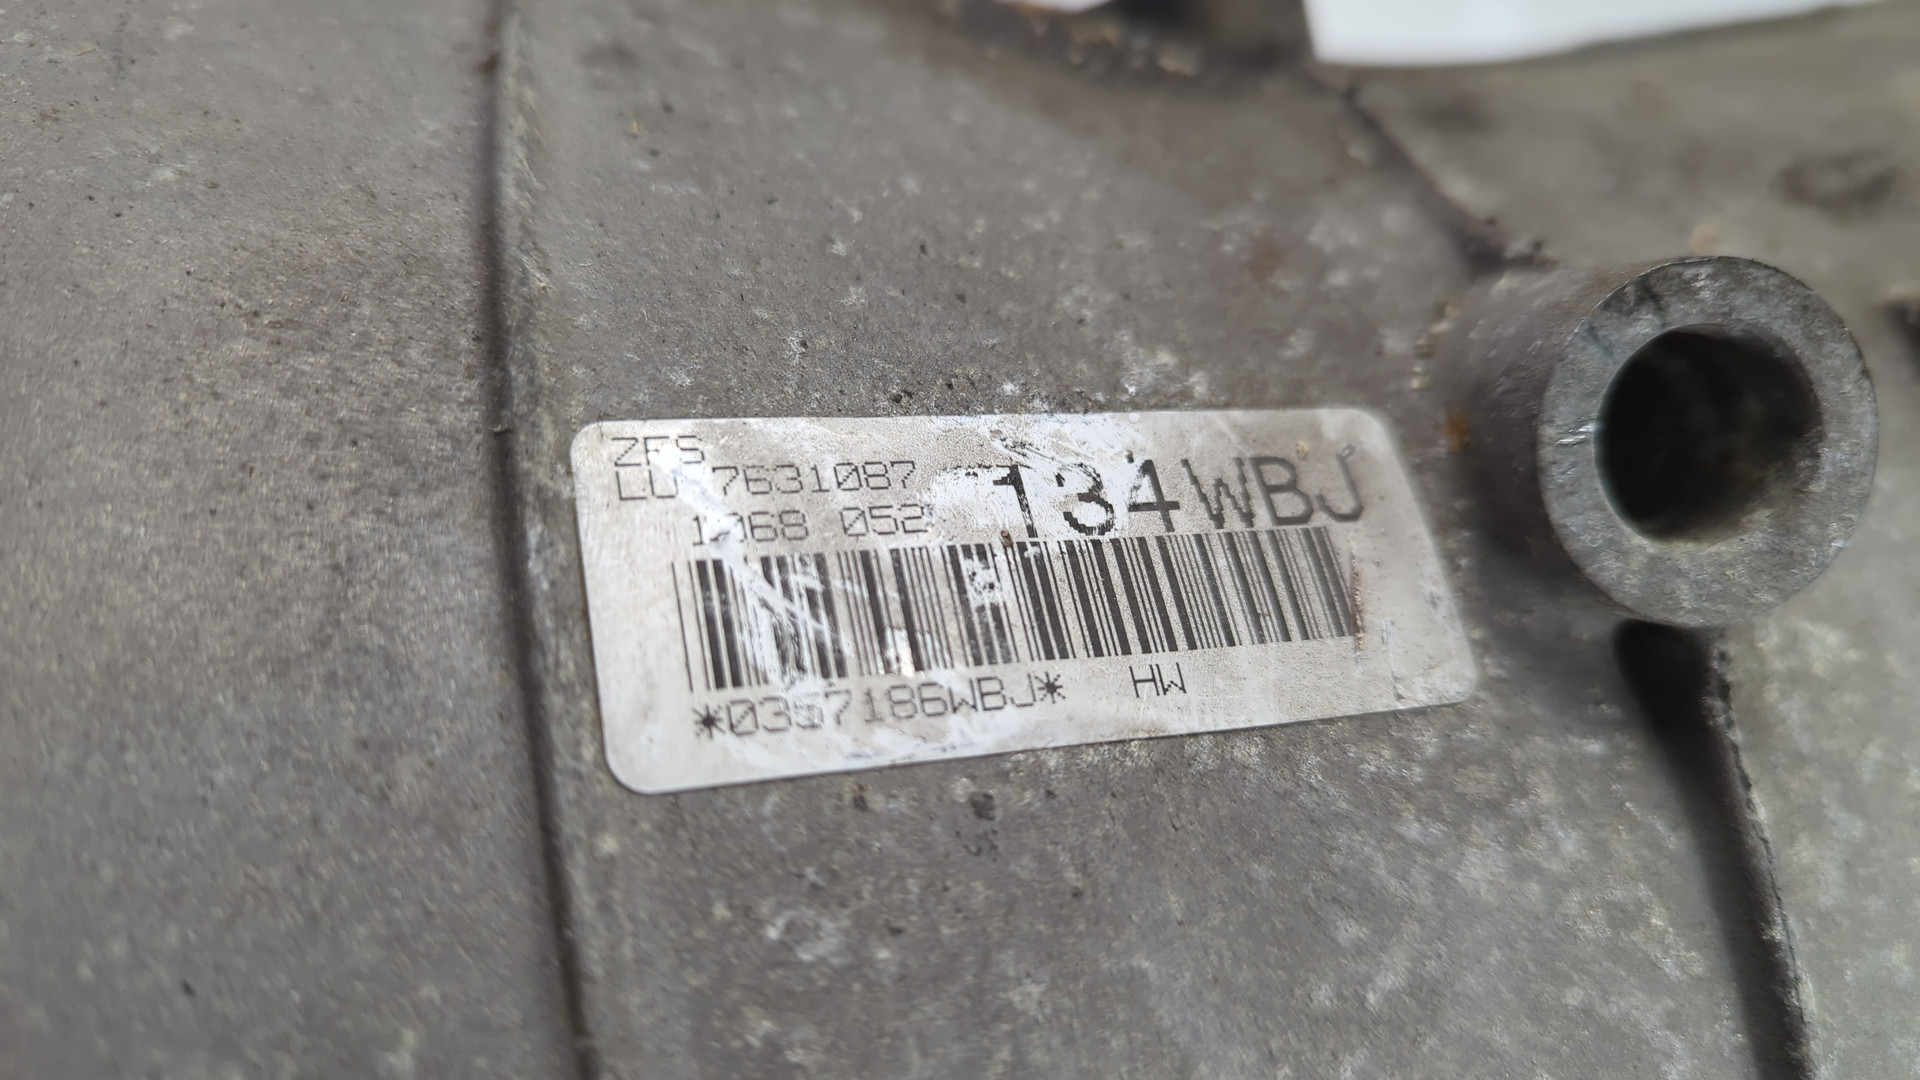 ZFS
LU 7631087
1068 052 134WBJ
*0357186WBJ* HW